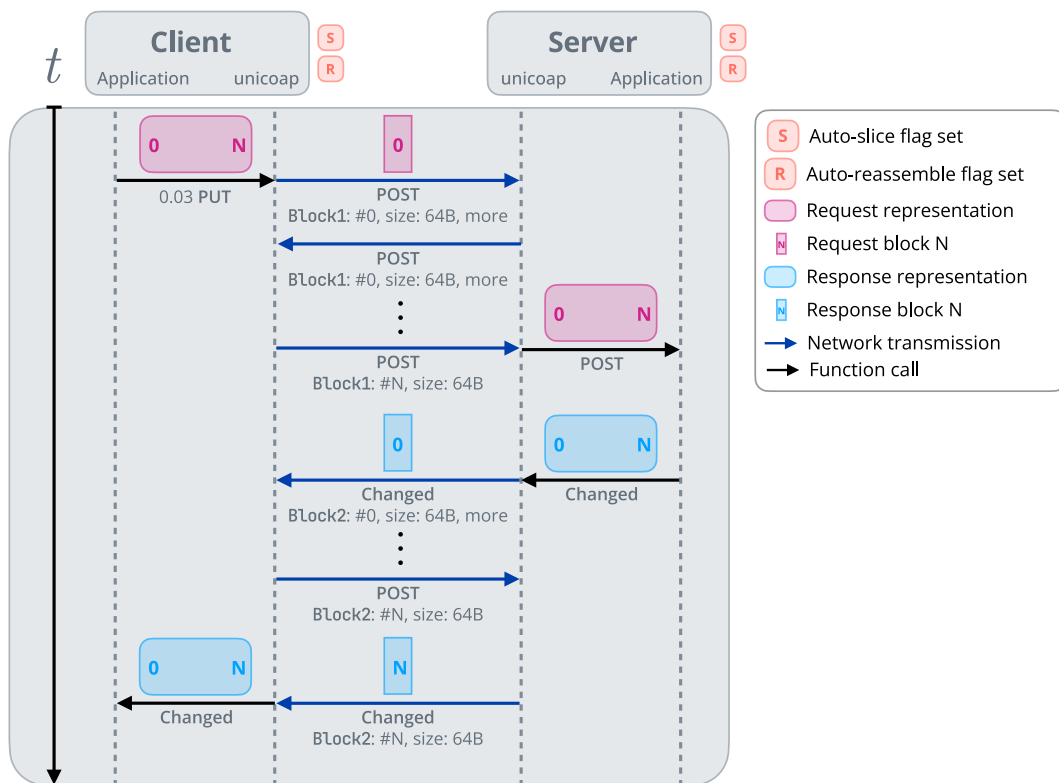 t
Client
Application unicoap
S
R
Server
unicoap Application
S
R
0 N
0
0.03 PUT
POST
Block1: #0, size: 64B, more
POST
Block1: #0, size: 64B, more
0 N
POST
Block1: #N, size: 64B
POST
0
0 N
Changed
Block2: #0, size: 64B, more
Changed
POST
Block2: #N, size: 64B
0 N
N
Changed
Changed
Block2: #N, size: 64B
S Auto-slice flag set
R Auto-reassemble flag set
Request representation
N Request block N
Response representation
N Response block N
Network transmission
Function call